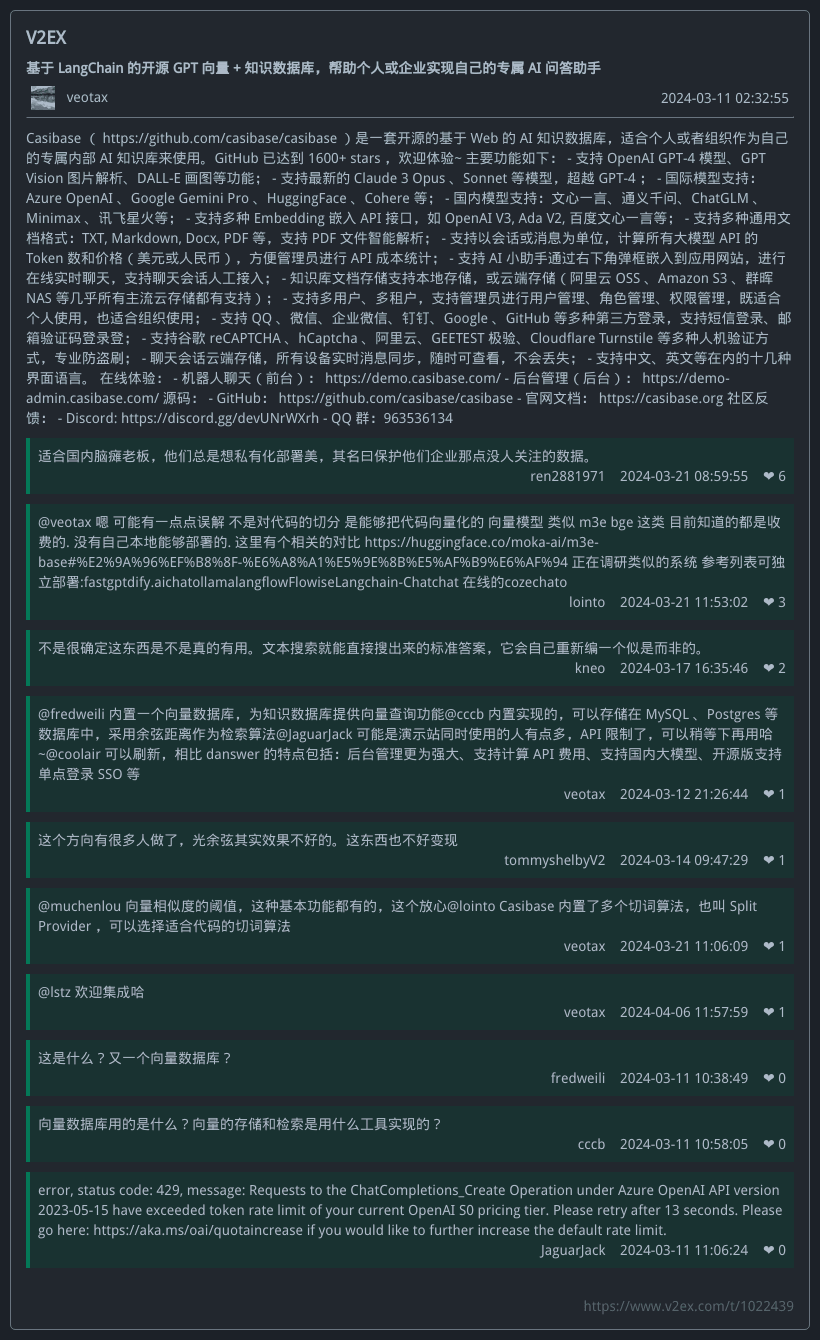 V2EX
基于 LangChain 的开源 GPT 向量 + 知识数据库，帮助个人或企业实现自己的专属 AI 问答助手
veotax 2024-03-11 02:32:55
Casibase （ https://github.com/casibase/casibase ）是一套开源的基于 Web 的 AI 知识数据库，适合个人或者组织作为自己
的专属内部 AI 知识库来使用。GitHub 已达到 1600+ stars ，欢迎体验~ 主要功能如下： - 支持 OpenAI GPT-4 模型、GPT
Vision 图片解析、DALL-E 画图等功能； - 支持最新的 Claude 3 Opus 、Sonnet 等模型，超越 GPT-4 ； - 国际模型支持:
Azure OpenAI 、Google Gemini Pro 、HuggingFace 、Cohere 等； - 国内模型支持：文心一言、通义千问、ChatGLM 、
Minimax 、讯飞星火等； - 支持多种 Embedding 嵌入 API 接口，如 OpenAI V3, Ada V2, 百度文心一言等； - 支持多种通用文
档格式：TXT, Markdown, Docx, PDF 等，支持 PDF 文件智能解析； - 支持以会话或消息为单位，计算所有大模型 API 的
Token 数和价格（美元或人民币），方便管理员进行 API 成本统计； - 支持 AI 小助手通过右下角弹框嵌入到应用网站，进行
在线实时聊天，支持聊天会话人工接入； - 知识库文档存储支持本地存储，或云端存储（阿里云 OSS 、Amazon S3 、群晖
NAS 等几乎所有主流云存储都有支持）； - 支持多用户、多租户，支持管理员进行用户管理、角色管理、权限管理，既适合
个人使用，也适合组织使用； - 支持 QQ 、微信、企业微信、钉钉、Google 、GitHub 等多种第三方登录，支持短信登录、邮
箱验证码登录登； - 支持谷歌 reCAPTCHA 、hCaptcha 、阿里云、GEETEST 极验、Cloudflare Turnstile 等多种人机验证方
式，专业防盗刷； - 聊天会话云端存储，所有设备实时消息同步，随时可查看，不会丢失； - 支持中文、英文等在内的十几种
界面语言。 在线体验： - 机器人聊天（前台）： https://demo.casibase.com/ - 后台管理（后台）： https://demo-
admin.casibase.com/ 源码： - GitHub： https://github.com/casibase/casibase - 官网文档： https://casibase.org 社区反
馈： - Discord: https://discord.gg/devUNrWXrh - QQ 群：963536134
适合国内脑瘫老板，他们总是想私有化部署美，其名曰保护他们企业那点没人关注的数据。
ren2881971 2024-03-21 08:59:55 ❤ 6
@veotax 嗯 可能有一点点误解 不是对代码的切分 是能够把代码向量化的 向量模型 类似 m3e bge 这类 目前知道的都是收
费的. 没有自己本地能够部署的. 这里有个相关的对比 https://huggingface.co/moka-ai/m3e-
base#%E2%9A%96%EF%B8%8F-%E6%A8%A1%E5%9E%8B%E5%AF%B9%E6%AF%94 正在调研类似的系统 参考列表可独
立部署:fastgptdify.aichatollamalangflowFlowiseLangchain-Chatchat 在线的cozechato
lointo 2024-03-21 11:53:02 ❤ 3
不是很确定这东西是不是真的有用。文本搜索就能直接搜出来的标准答案，它会自己重新编一个似是而非的。
kneo 2024-03-17 16:35:46 ❤ 2
@fredweili 内置一个向量数据库，为知识数据库提供向量查询功能@cccb 内置实现的，可以存储在 MySQL 、Postgres 等
数据库中，采用余弦距离作为检索算法@JaguarJack 可能是演示站同时使用的人有点多，API 限制了，可以稍等下再用哈
~@coolair 可以刷新，相比 danswer 的特点包括：后台管理更为强大、支持计算 API 费用、支持国内大模型、开源版支持
单点登录 SSO 等
veotax 2024-03-12 21:26:44 ❤ 1
这个方向有很多人做了，光余弦其实效果不好的。这东西也不好变现
tommyshelbyV2 2024-03-14 09:47:29 ❤ 1
@muchenlou 向量相似度的阈值，这种基本功能都有的，这个放心@lointo Casibase 内置了多个切词算法，也叫 Split
Provider ，可以选择适合代码的切词算法
veotax 2024-03-21 11:06:09 ❤ 1
@lstz 欢迎集成哈
veotax 2024-04-06 11:57:59 ❤ 1
这是什么？又一个向量数据库？
fredweili 2024-03-11 10:38:49 ❤ 0
向量数据库用的是什么？向量的存储和检索是用什么工具实现的？
cccb 2024-03-11 10:58:05 ❤ 0
error, status code: 429, message: Requests to the ChatCompletions_Create Operation under Azure OpenAI API version
2023-05-15 have exceeded token rate limit of your current OpenAI S0 pricing tier. Please retry after 13 seconds. Please
go here: https://aka.ms/oai/quotaincrease if you would like to further increase the default rate limit.
JaguarJack 2024-03-11 11:06:24 ❤ 0
https://www.v2ex.com/t/1022439